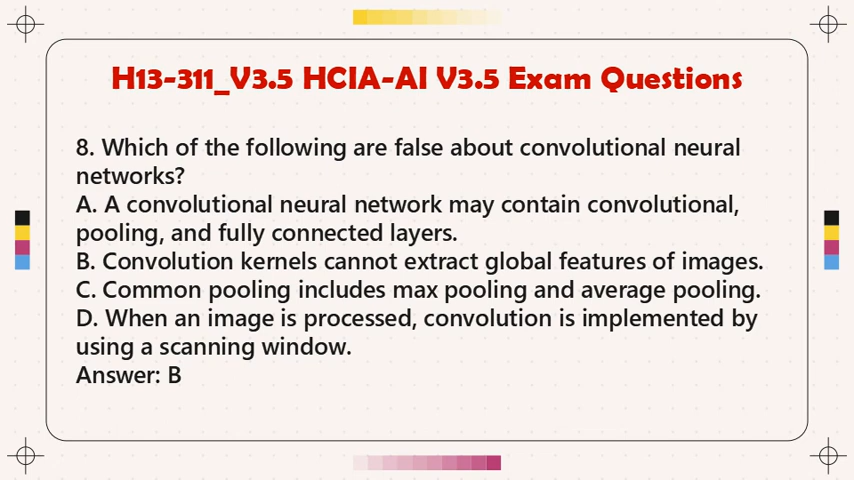 H13-311_V3.5 HCIA-AI V3.5 Exam Questions
8. Which of the following are false about convolutional neural
networks?
A. A convolutional neural network may contain convolutional,
pooling, and fully connected layers.
B. Convolution kernels cannot extract global features of images.
C. Common pooling includes max pooling and average pooling.
D. When an image is processed, convolution is implemented by
using a scanning window.
Answer: B